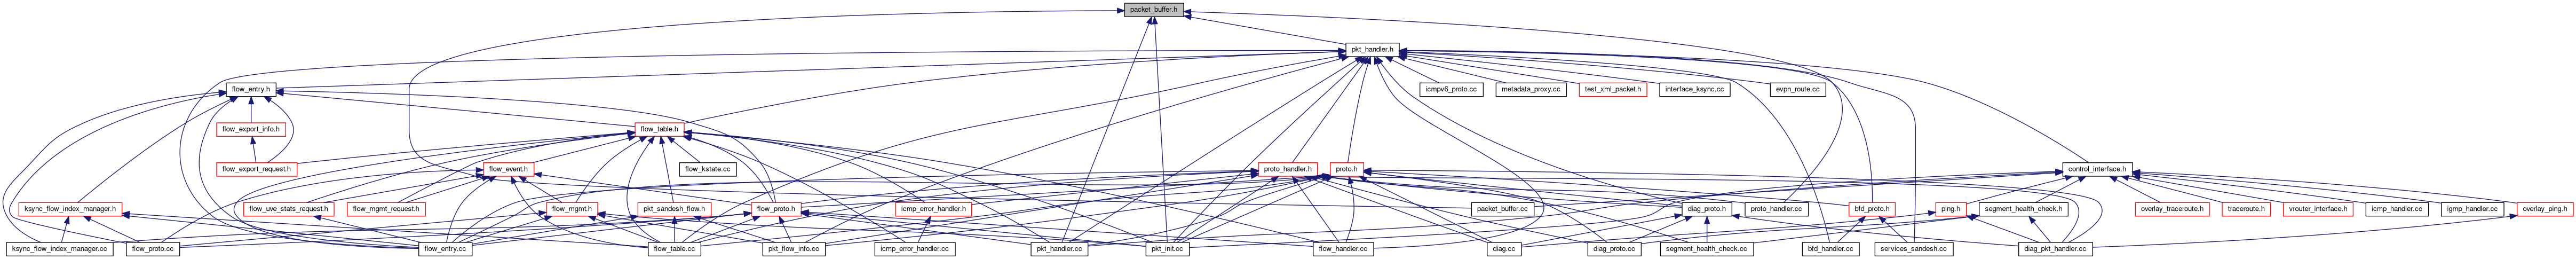 packet_buffer.h
pkt_handler.h
flow_entry.h
icmpv6_proto.cc
metadata_proxy.cc
test_xml_packet.h
interface_ksync.cc
evpn_route.cc
flow_export_info.h
flow_table.h
flow_export_request.h
flow_event.h
flow_kstate.cc
proto_handler.h
proto.h
control_interface.h
ksync_flow_index_manager.h
flow_uve_stats_request.h
flow_mgmt_request.h
flow_mgmt.h
pkt_sandesh_flow.h
flow_proto.h
icmp_error_handler.h
packet_buffer.cc
diag_proto.h
proto_handler.cc
bfd_proto.h
ping.h
segment_health_check.h
overlay_traceroute.h
traceroute.h
vrouter_interface.h
icmp_handler.cc
igmp_handler.cc
overlay_ping.h
ksync_flow_index_manager.cc
flow_proto.cc
flow_entry.cc
flow_table.cc
pkt_flow_info.cc
icmp_error_handler.cc
pkt_handler.cc
pkt_init.cc
flow_handler.cc
diag.cc
diag_proto.cc
segment_health_check.cc
bfd_handler.cc
services_sandesh.cc
diag_pkt_handler.cc